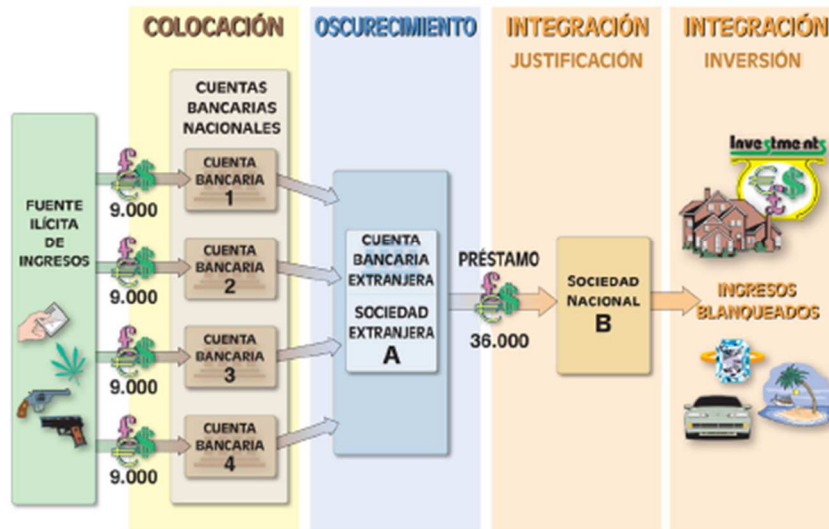 COLOCACIÓN
OSCURECIMIENTO
INTEGRACIÓN
JUSTIFICACIÓN
INTEGRACIÓN
INVERSIÓN
FUENTE
ILÍCITA
DE
INGRESOS
9.000
9.000
9.000
9.000
CUENTAS
BANCARIAS
NACIONALES
CUENTA
BANCARIA
1
CUENTA
BANCARIA
2
CUENTA
BANCARIA
3
CUENTA
BANCARIA
4
CUENTA
BANCARIA
EXTRANJERA
SOCIEDAD
EXTRANJERA
A
PRÉSTAMO
36.000
SOCIEDAD
NACIONAL
B
Investments
INGRESOS
BLANQUEADOS